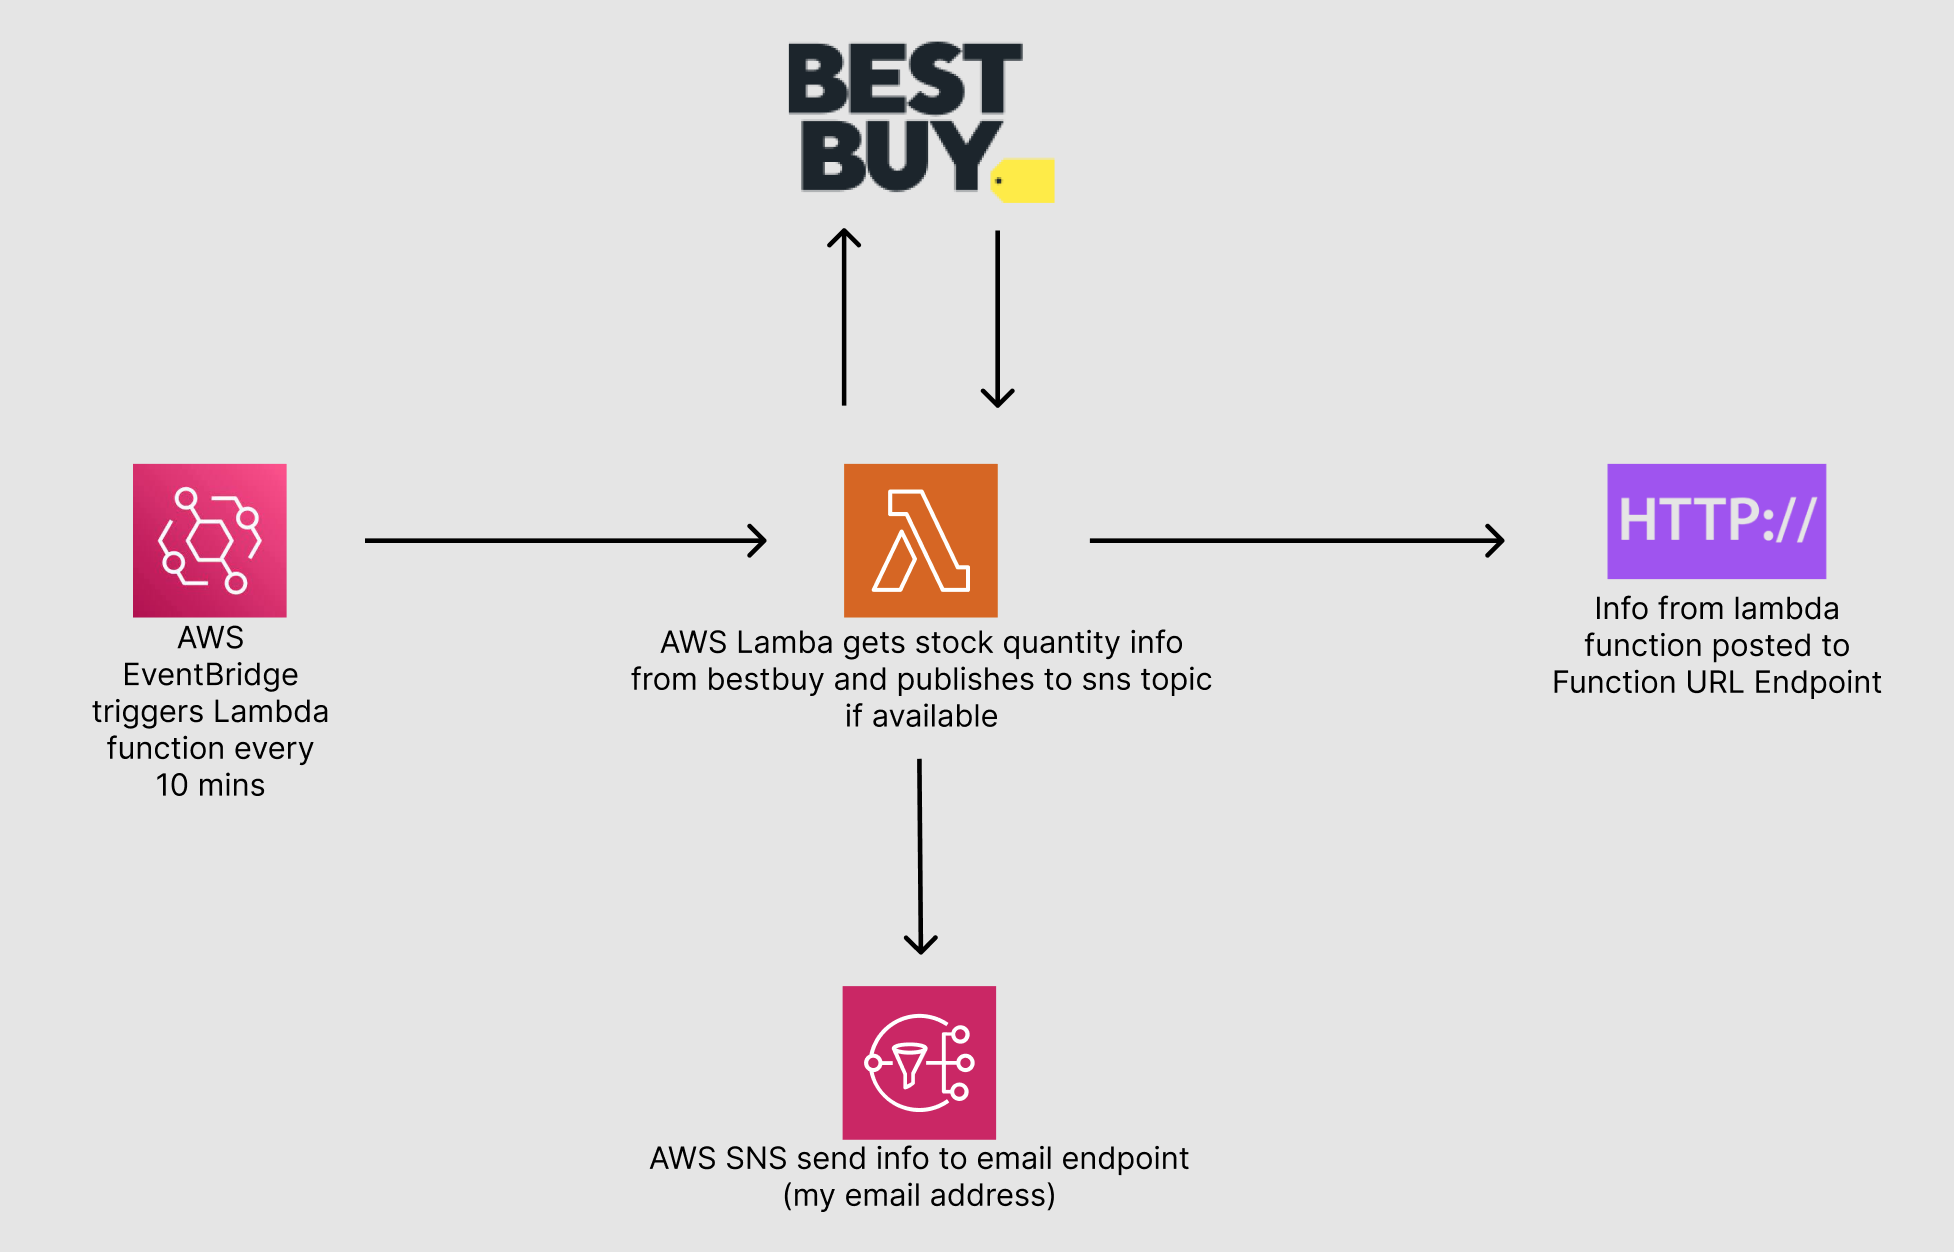 BEST
BUY
HTTP://
AWS
EventBridge
triggers Lambda
function every
10 mins
AWS Lamba gets stock quantity info
from bestbuy and publishes to sns topic
if available
Info from lambda
function posted to
Function URL Endpoint
AWS SNS send info to email endpoint
(my email address)